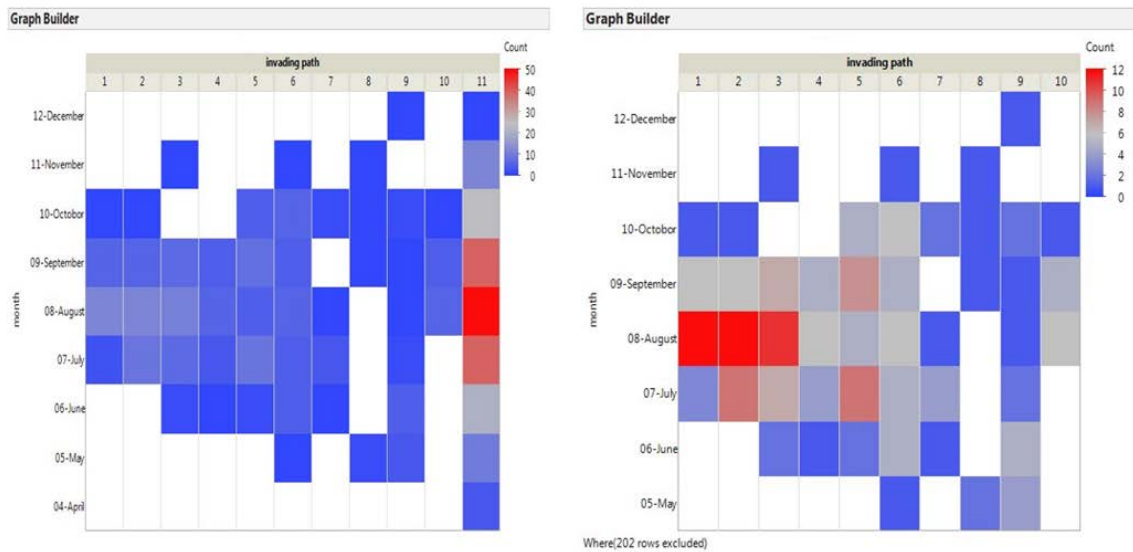 Graph Builder
Count
invading path
1 2 3 4 5 6 7 8 9 10 11
50
40
30
20
10
0
12-December
11-November
10-Octobor
09-September
08-August
07-July
06-June
05-May
04-April
month
Graph Builder
Count
invading path
1 2 3 4 5 6 7 8 9 10
12
10
8
6
4
2
0
12-December
11-November
10-Octobor
09-September
08-August
07-July
06-June
05-May
month
Where(202 rows excluded)